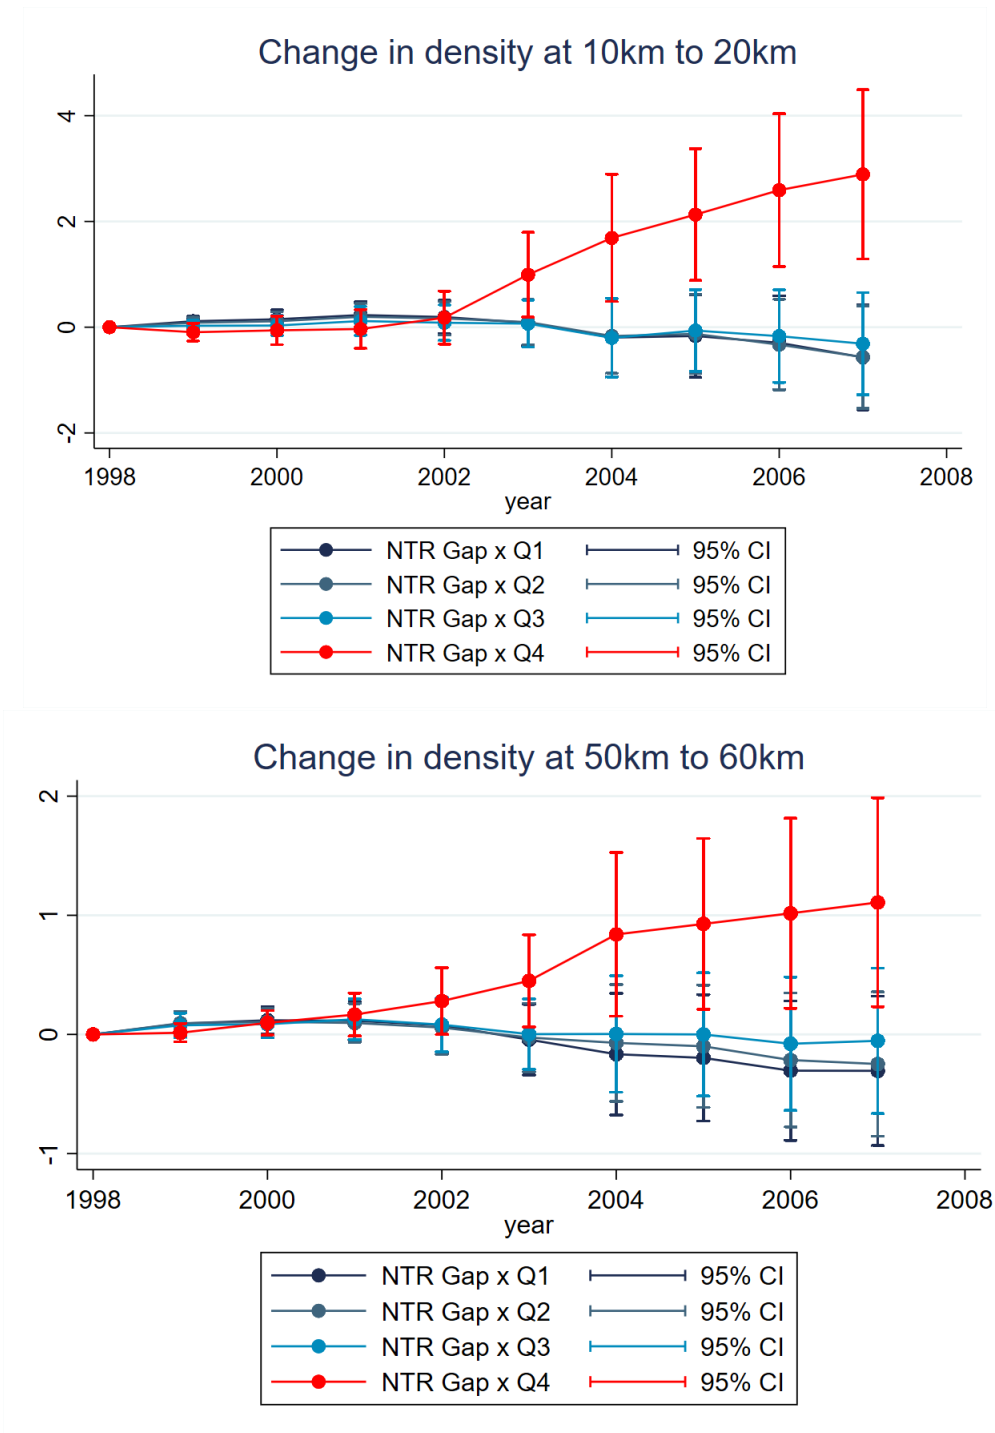 Change in density at 10km to 20km
4
2
0
-2
1998 2000 2002 2004 2006 2008
year
NTR Gap x Q1 95% CI
NTR Gap x Q2 95% CI
NTR Gap x Q3 95% CI
NTR Gap x Q4 95% CI
Change in density at 50km to 60km
2
1
0
-1
1998 2000 2002 2004 2006 2008
year
NTR Gap x Q1 95% CI
NTR Gap x Q2 95% CI
NTR Gap x Q3 95% CI
NTR Gap x Q4 95% CI